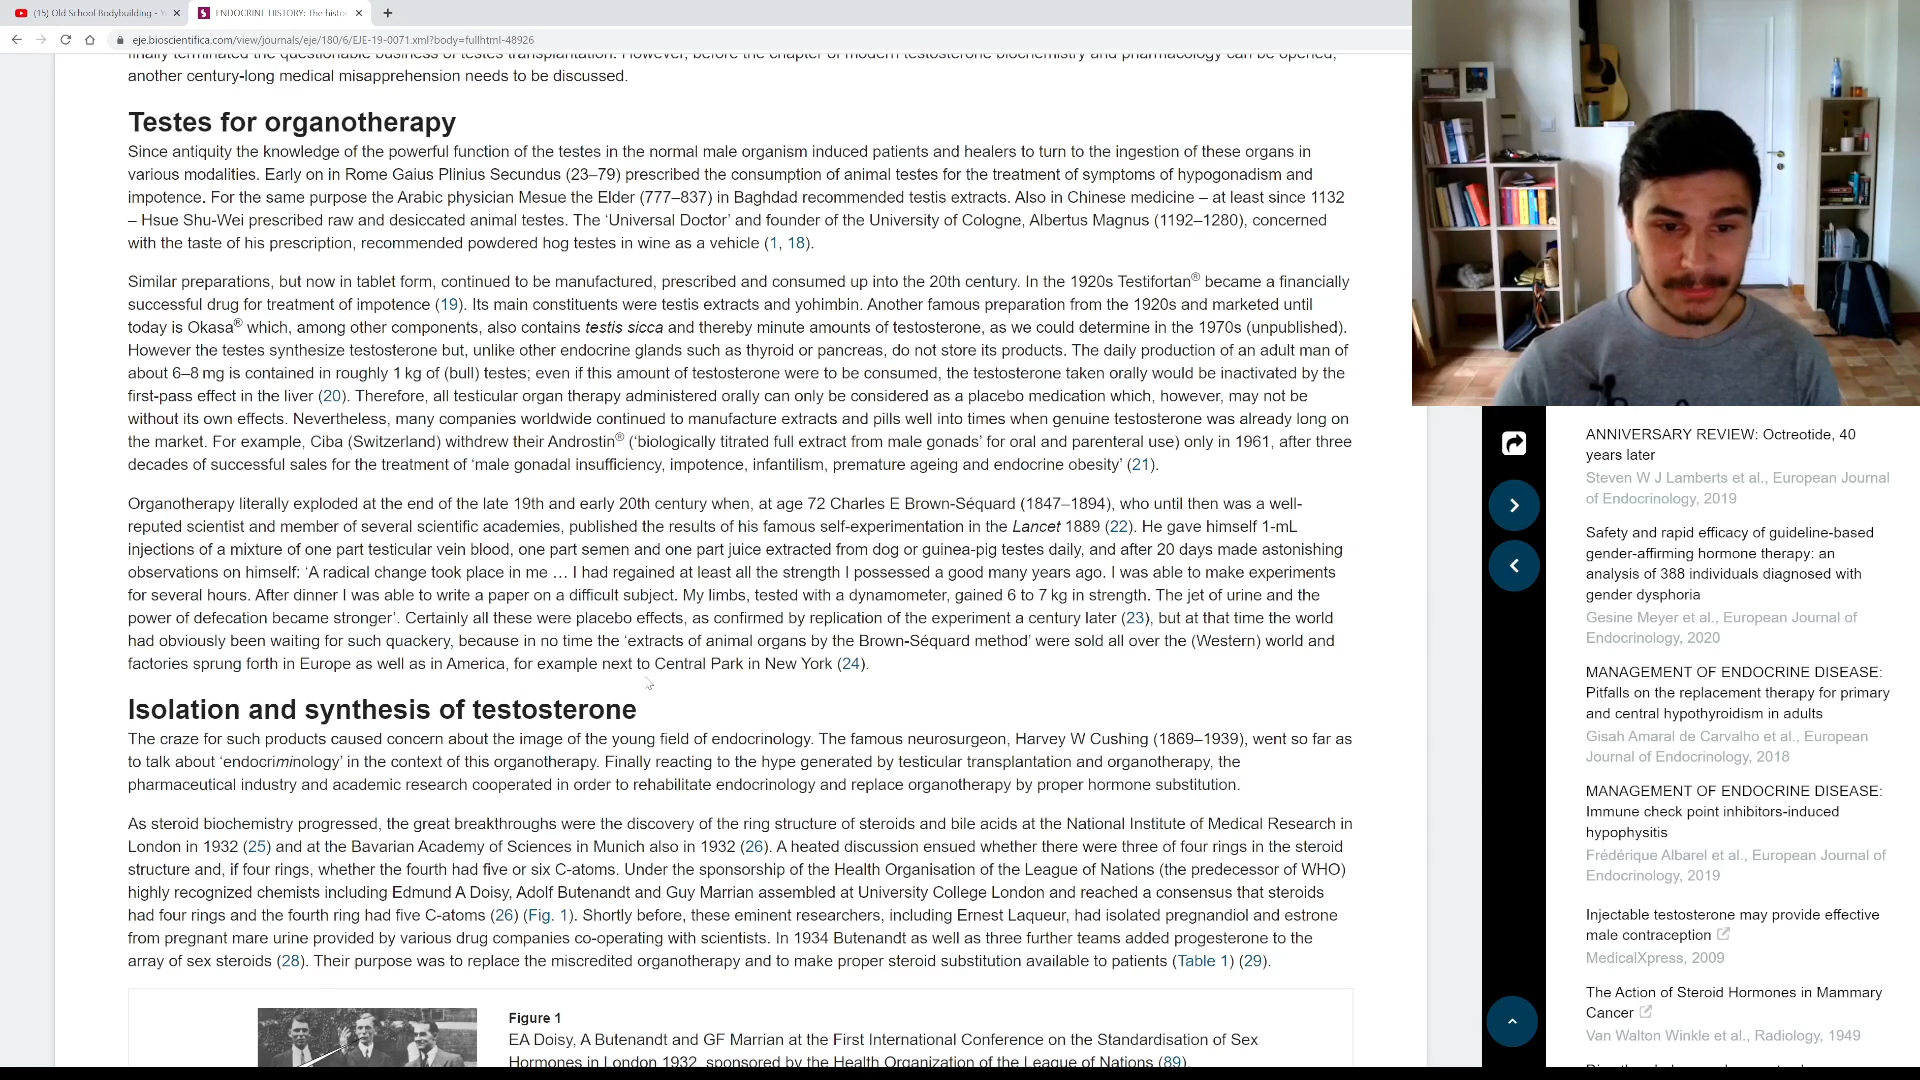 (15) Old School Bodybuilding -
ENDOCRINE HISTORY: The histo
eje.bioscientifica.com/view/journals/eje/180/6/EJE-19-0071.xml?body=fullhtml-48926
finally terminated the questionable business of testes transplantation. However, before the chapter of modern testosterone biochemistry and pharmacology can be opened,
another century-long medical misapprehension needs to be discussed.
Testes for organotherapy
Since antiquity the knowledge of the powerful function of the testes in the normal male organism induced patients and healers to turn to the ingestion of these organs in
various modalities. Early on in Rome Gaius Plinius Secundus (23–79) prescribed the consumption of animal testes for the treatment of symptoms of hypogonadism and
impotence. For the same purpose the Arabic physician Mesue the Elder (777–837) in Baghdad recommended testis extracts. Also in Chinese medicine – at least since 1132
– Hsue Shu-Wei prescribed raw and desiccated animal testes. The ‘Universal Doctor’ and founder of the University of Cologne, Albertus Magnus (1192–1280), concerned
with the taste of his prescription, recommended powdered hog testes in wine as a vehicle (1, 18).
Similar preparations, but now in tablet form, continued to be manufactured, prescribed and consumed up into the 20th century. In the 1920s Testifortan® became a financially
successful drug for treatment of impotence (19). Its main constituents were testis extracts and yohimbin. Another famous preparation from the 1920s and marketed until
today is Okasa® which, among other components, also contains testis sicca and thereby minute amounts of testosterone, as we could determine in the 1970s (unpublished).
However the testes synthesize testosterone but, unlike other endocrine glands such as thyroid or pancreas, do not store its products. The daily production of an adult man of
about 6–8 mg is contained in roughly 1 kg of (bull) testes; even if this amount of testosterone were to be consumed, the testosterone taken orally would be inactivated by the
first-pass effect in the liver (20). Therefore, all testicular organ therapy administered orally can only be considered as a placebo medication which, however, may not be
without its own effects. Nevertheless, many companies worldwide continued to manufacture extracts and pills well into times when genuine testosterone was already long on
the market. For example, Ciba (Switzerland) withdrew their Androstin® (‘biologically titrated full extract from male gonads’ for oral and parenteral use) only in 1961, after three
decades of successful sales for the treatment of ‘male gonadal insufficiency, impotence, infantilism, premature ageing and endocrine obesity’ (21).
Organotherapy literally exploded at the end of the late 19th and early 20th century when, at age 72 Charles E Brown-Séquard (1847–1894), who until then was a well-
reputed scientist and member of several scientific academies, published the results of his famous self-experimentation in the Lancet 1889 (22). He gave himself 1-mL
injections of a mixture of one part testicular vein blood, one part semen and one part juice extracted from dog or guinea-pig testes daily, and after 20 days made astonishing
observations on himself: ‘A radical change took place in me … I had regained at least all the strength I possessed a good many years ago. I was able to make experiments
for several hours. After dinner I was able to write a paper on a difficult subject. My limbs, tested with a dynamometer, gained 6 to 7 kg in strength. The jet of urine and the
power of defecation became stronger’. Certainly all these were placebo effects, as confirmed by replication of the experiment a century later (23), but at that time the world
had obviously been waiting for such quackery, because in no time the ‘extracts of animal organs by the Brown-Séquard method’ were sold all over the (Western) world and
factories sprung forth in Europe as well as in America, for example next to Central Park in New York (24).
Isolation and synthesis of testosterone
The craze for such products caused concern about the image of the young field of endocrinology. The famous neurosurgeon, Harvey W Cushing (1869–1939), went so far as
to talk about ‘endocriminology’ in the context of this organotherapy. Finally reacting to the hype generated by testicular transplantation and organotherapy, the
pharmaceutical industry and academic research cooperated in order to rehabilitate endocrinology and replace organotherapy by proper hormone substitution.
As steroid biochemistry progressed, the great breakthroughs were the discovery of the ring structure of steroids and bile acids at the National Institute of Medical Research in
London in 1932 (25) and at the Bavarian Academy of Sciences in Munich also in 1932 (26). A heated discussion ensued whether there were three of four rings in the steroid
structure and, if four rings, whether the fourth had five or six C-atoms. Under the sponsorship of the Health Organisation of the League of Nations (the predecessor of WHO)
highly recognized chemists including Edmund A Doisy, Adolf Butenandt and Guy Marrian assembled at University College London and reached a consensus that steroids
had four rings and the fourth ring had five C-atoms (26) (Fig. 1). Shortly before, these eminent researchers, including Ernest Laqueur, had isolated pregnandiol and estrone
from pregnant mare urine provided by various drug companies co-operating with scientists. In 1934 Butenandt as well as three further teams added progesterone to the
array of sex steroids (28). Their purpose was to replace the miscredited organotherapy and to make proper steroid substitution available to patients (Table 1) (29).
Figure 1
EA Doisy, A Butenandt and GF Marrian at the First International Conference on the Standardisation of Sex
Hormones in London 1932, sponsored by the Health Organization of the League of Nations (89).
ANNIVERSARY REVIEW: Octreotide, 40
years later
Steven W J Lamberts et al., European Journal
of Endocrinology, 2019
Safety and rapid efficacy of guideline-based
gender-affirming hormone therapy: an
analysis of 388 individuals diagnosed with
gender dysphoria
Gesine Meyer et al., European Journal of
Endocrinology, 2020
MANAGEMENT OF ENDOCRINE DISEASE:
Pitfalls on the replacement therapy for primary
and central hypothyroidism in adults
Gisah Amaral de Carvalho et al., European
Journal of Endocrinology, 2018
MANAGEMENT OF ENDOCRINE DISEASE:
Immune check point inhibitors-induced
hypophysitis
Frédérique Albarel et al., European Journal of
Endocrinology, 2019
Injectable testosterone may provide effective
male contraception
MedicalXpress, 2009
The Action of Steroid Hormones in Mammary
Cancer
Van Walton Winkle et al., Radiology, 1949